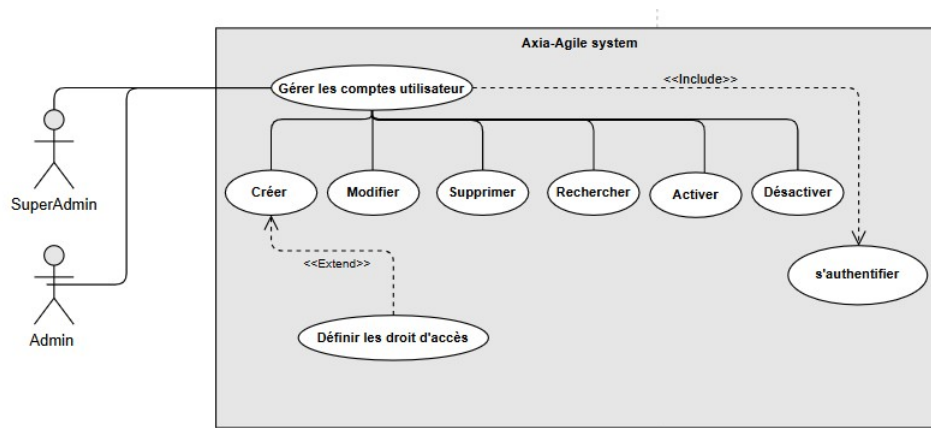 Axia-Agile system
Gérer les comptes utilisateur
<<Include>>
Créer
Modifier
Supprimer
Rechercher
Activer
Désactiver
SuperAdmin
<<Extend>>
s'authentifier
Définir les droit d'accès
Admin